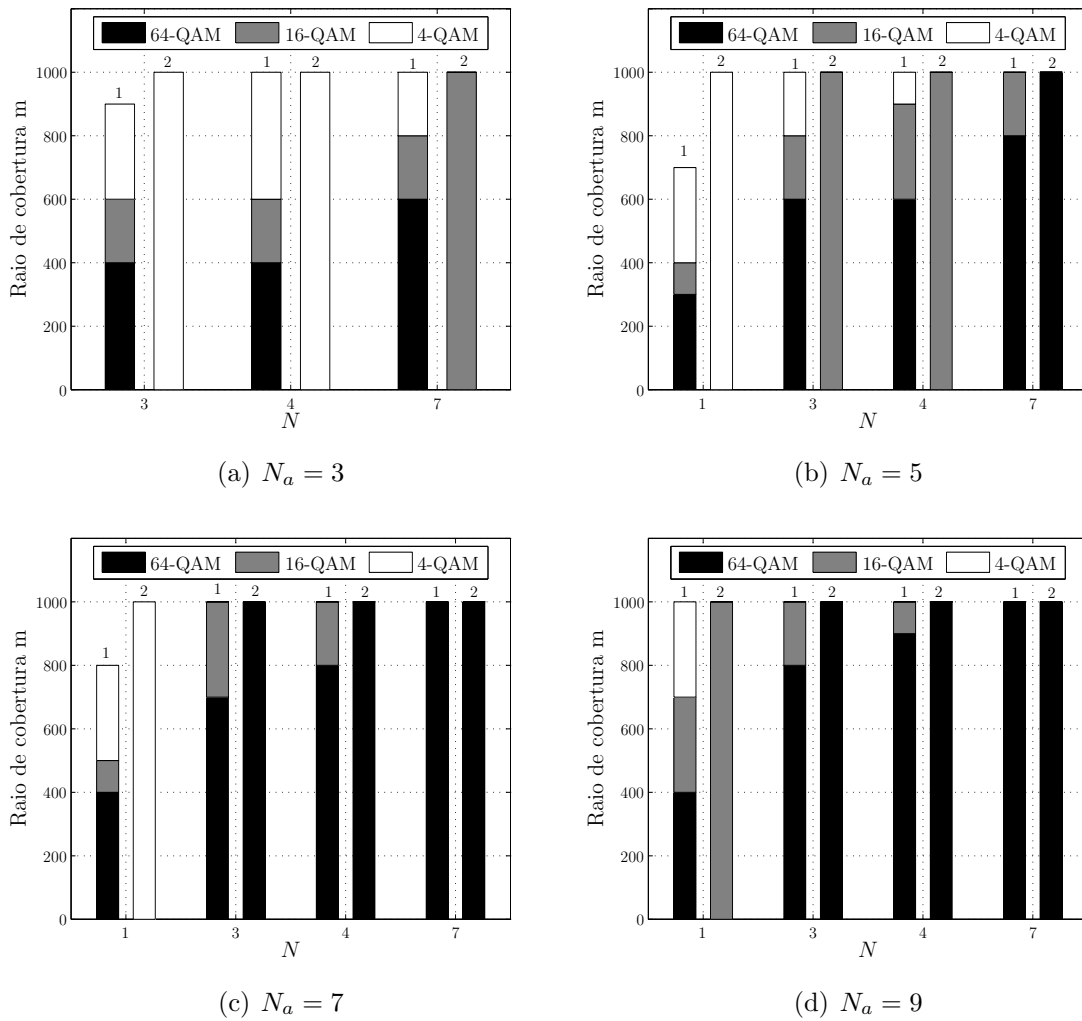 64-QAM 16-QAM 4-QAM
1000
800
600
400
200
0
Raio de cobertura m
1 2 1 2 1 2
3 4 7
N
(a) N_a = 3
64-QAM 16-QAM 4-QAM
1000
800
600
400
200
0
Raio de cobertura m
1 2 1 2 1 2 1 2
1 3 4 7
N
(b) N_a = 5
64-QAM 16-QAM 4-QAM
1000
800
600
400
200
0
Raio de cobertura m
1 2 1 2 1 2 1 2
1 3 4 7
N
(c) N_a = 7
64-QAM 16-QAM 4-QAM
1000
800
600
400
200
0
Raio de cobertura m
1 2 1 2 1 2 1 2
1 3 4 7
N
(d) N_a = 9